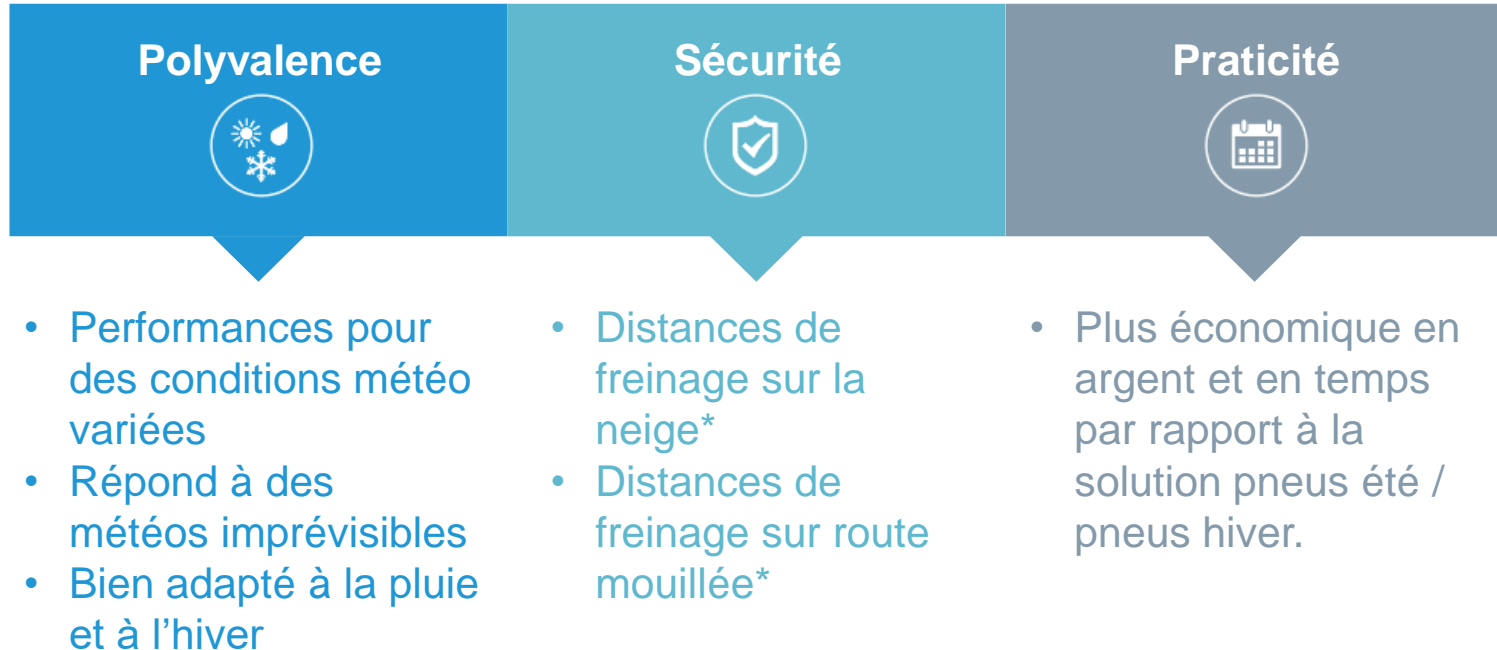 Polyvalence
Sécurité
Praticité
• Performances pour
des conditions météo
variées
• Répond à des
météos imprévisibles
• Bien adapté à la pluie
et à l’hiver
• Distances de
freinage sur la
neige*
• Distances de
freinage sur route
mouillée*
• Plus économique en
argent et en temps
par rapport à la
solution pneus été /
pneus hiver.